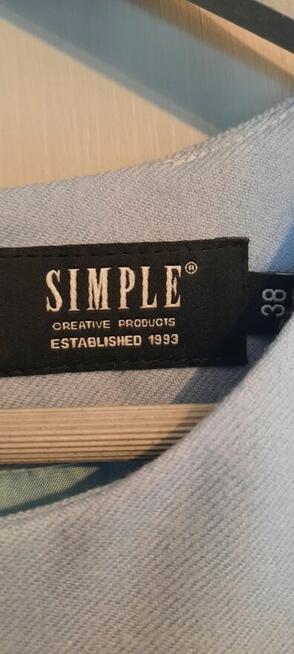 SIMPLE®
CREATIVE PRODUCTS
ESTABLISHED 1993
38